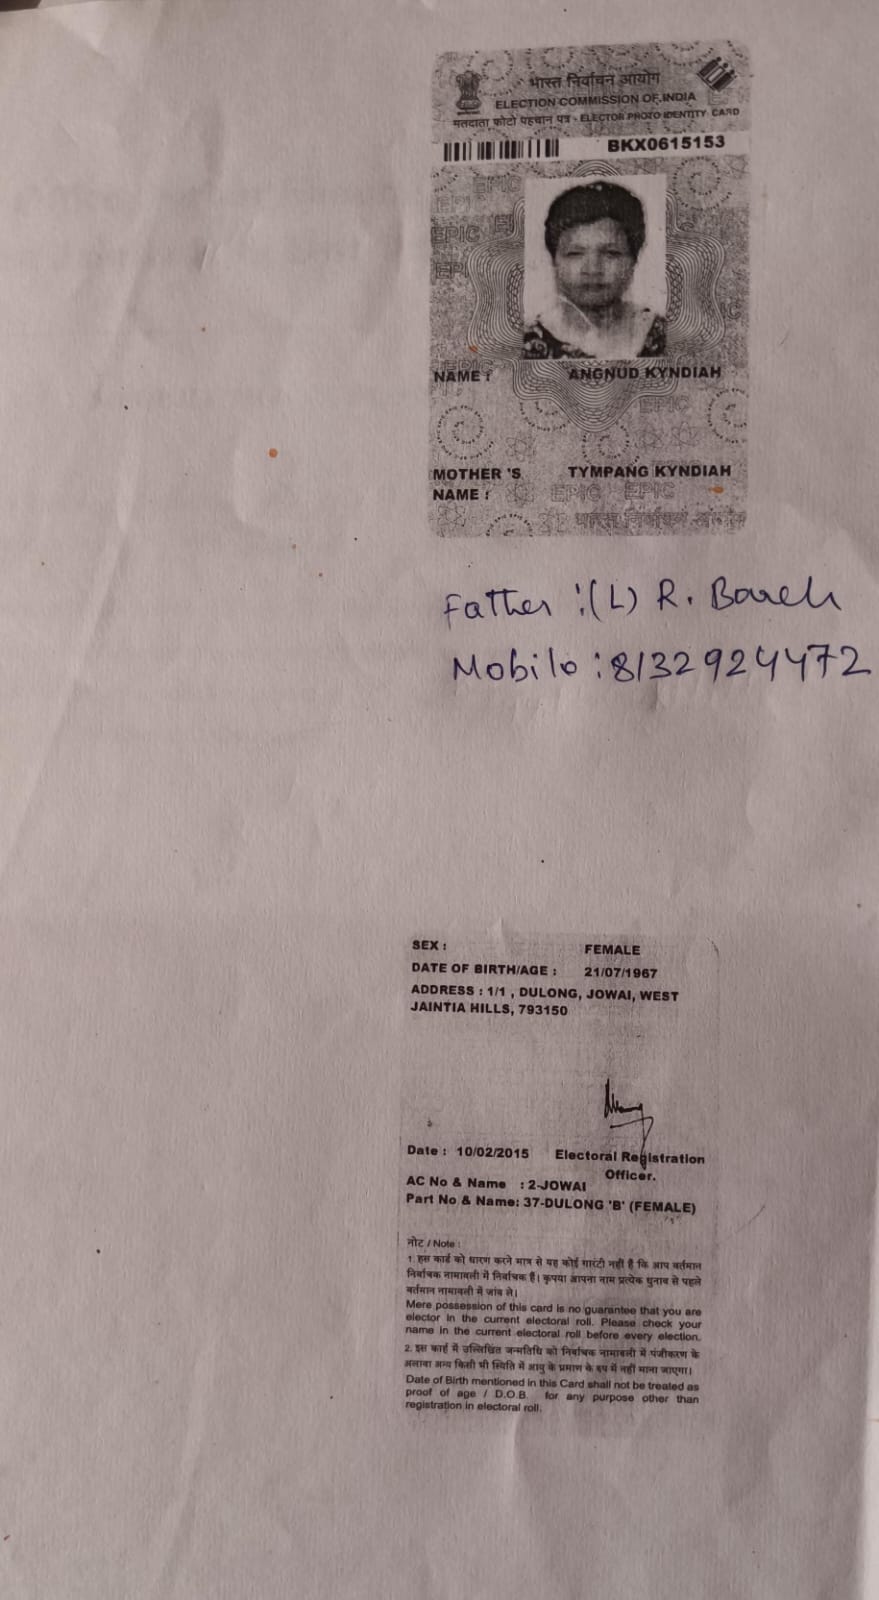 भारत निर्वाचन आयोग
ELECTION COMMISSION OF INDIA
मतदाता फोटो पहचान पत्र - ELECTOR PHOTO IDENTITY CARD
BKX0615153
NAME : ANGNUD KYNDIAH
MOTHER 'S TYMPANG KYNDIAH
NAME :
EPIC EPIC
भारत निर्वाचन आयोग
Father : (L) R. Bareh
Mobile : 8132924472
SEX : FEMALE
DATE OF BIRTH/AGE : 21/07/1967
ADDRESS : 1/1 , DULONG, JOWAI, WEST
JAINTIA HILLS, 793150
Date : 10/02/2015 Electoral Registration
Officer.
AC No & Name : 2-JOWAI
Part No & Name: 37-DULONG 'B' (FEMALE)
नोट / Note :
1. इस कार्ड को धारण करने मात्र से यह कोई गारंटी नहीं है कि आप वर्तमान
निर्वाचक नामावली में निर्वाचक हैं। कृपया आपना नाम प्रत्येक चुनाव से पहले
वर्तमान नामावली में जांच ले।
Mere possession of this card is no guarantee that you are
elector in the current electoral roll. Please check your
name in the current electoral roll before every election.
2. इस कार्ड में उल्लिखित जन्मतिथि को निर्वाचक नामावली में पंजीकरण के
अलावा अन्य किसी भी स्थिति में आयु के प्रमाण के रूप में नहीं माना जाएगा।
Date of Birth mentioned in this Card shall not be treated as
proof of age / D.O.B. for any purpose other than
registration in electoral roll.